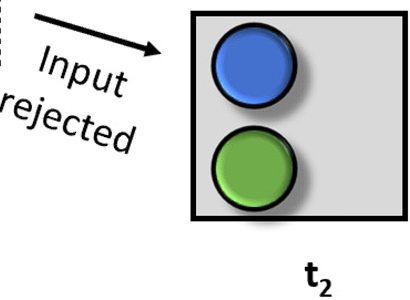 Input
rejected
t₂